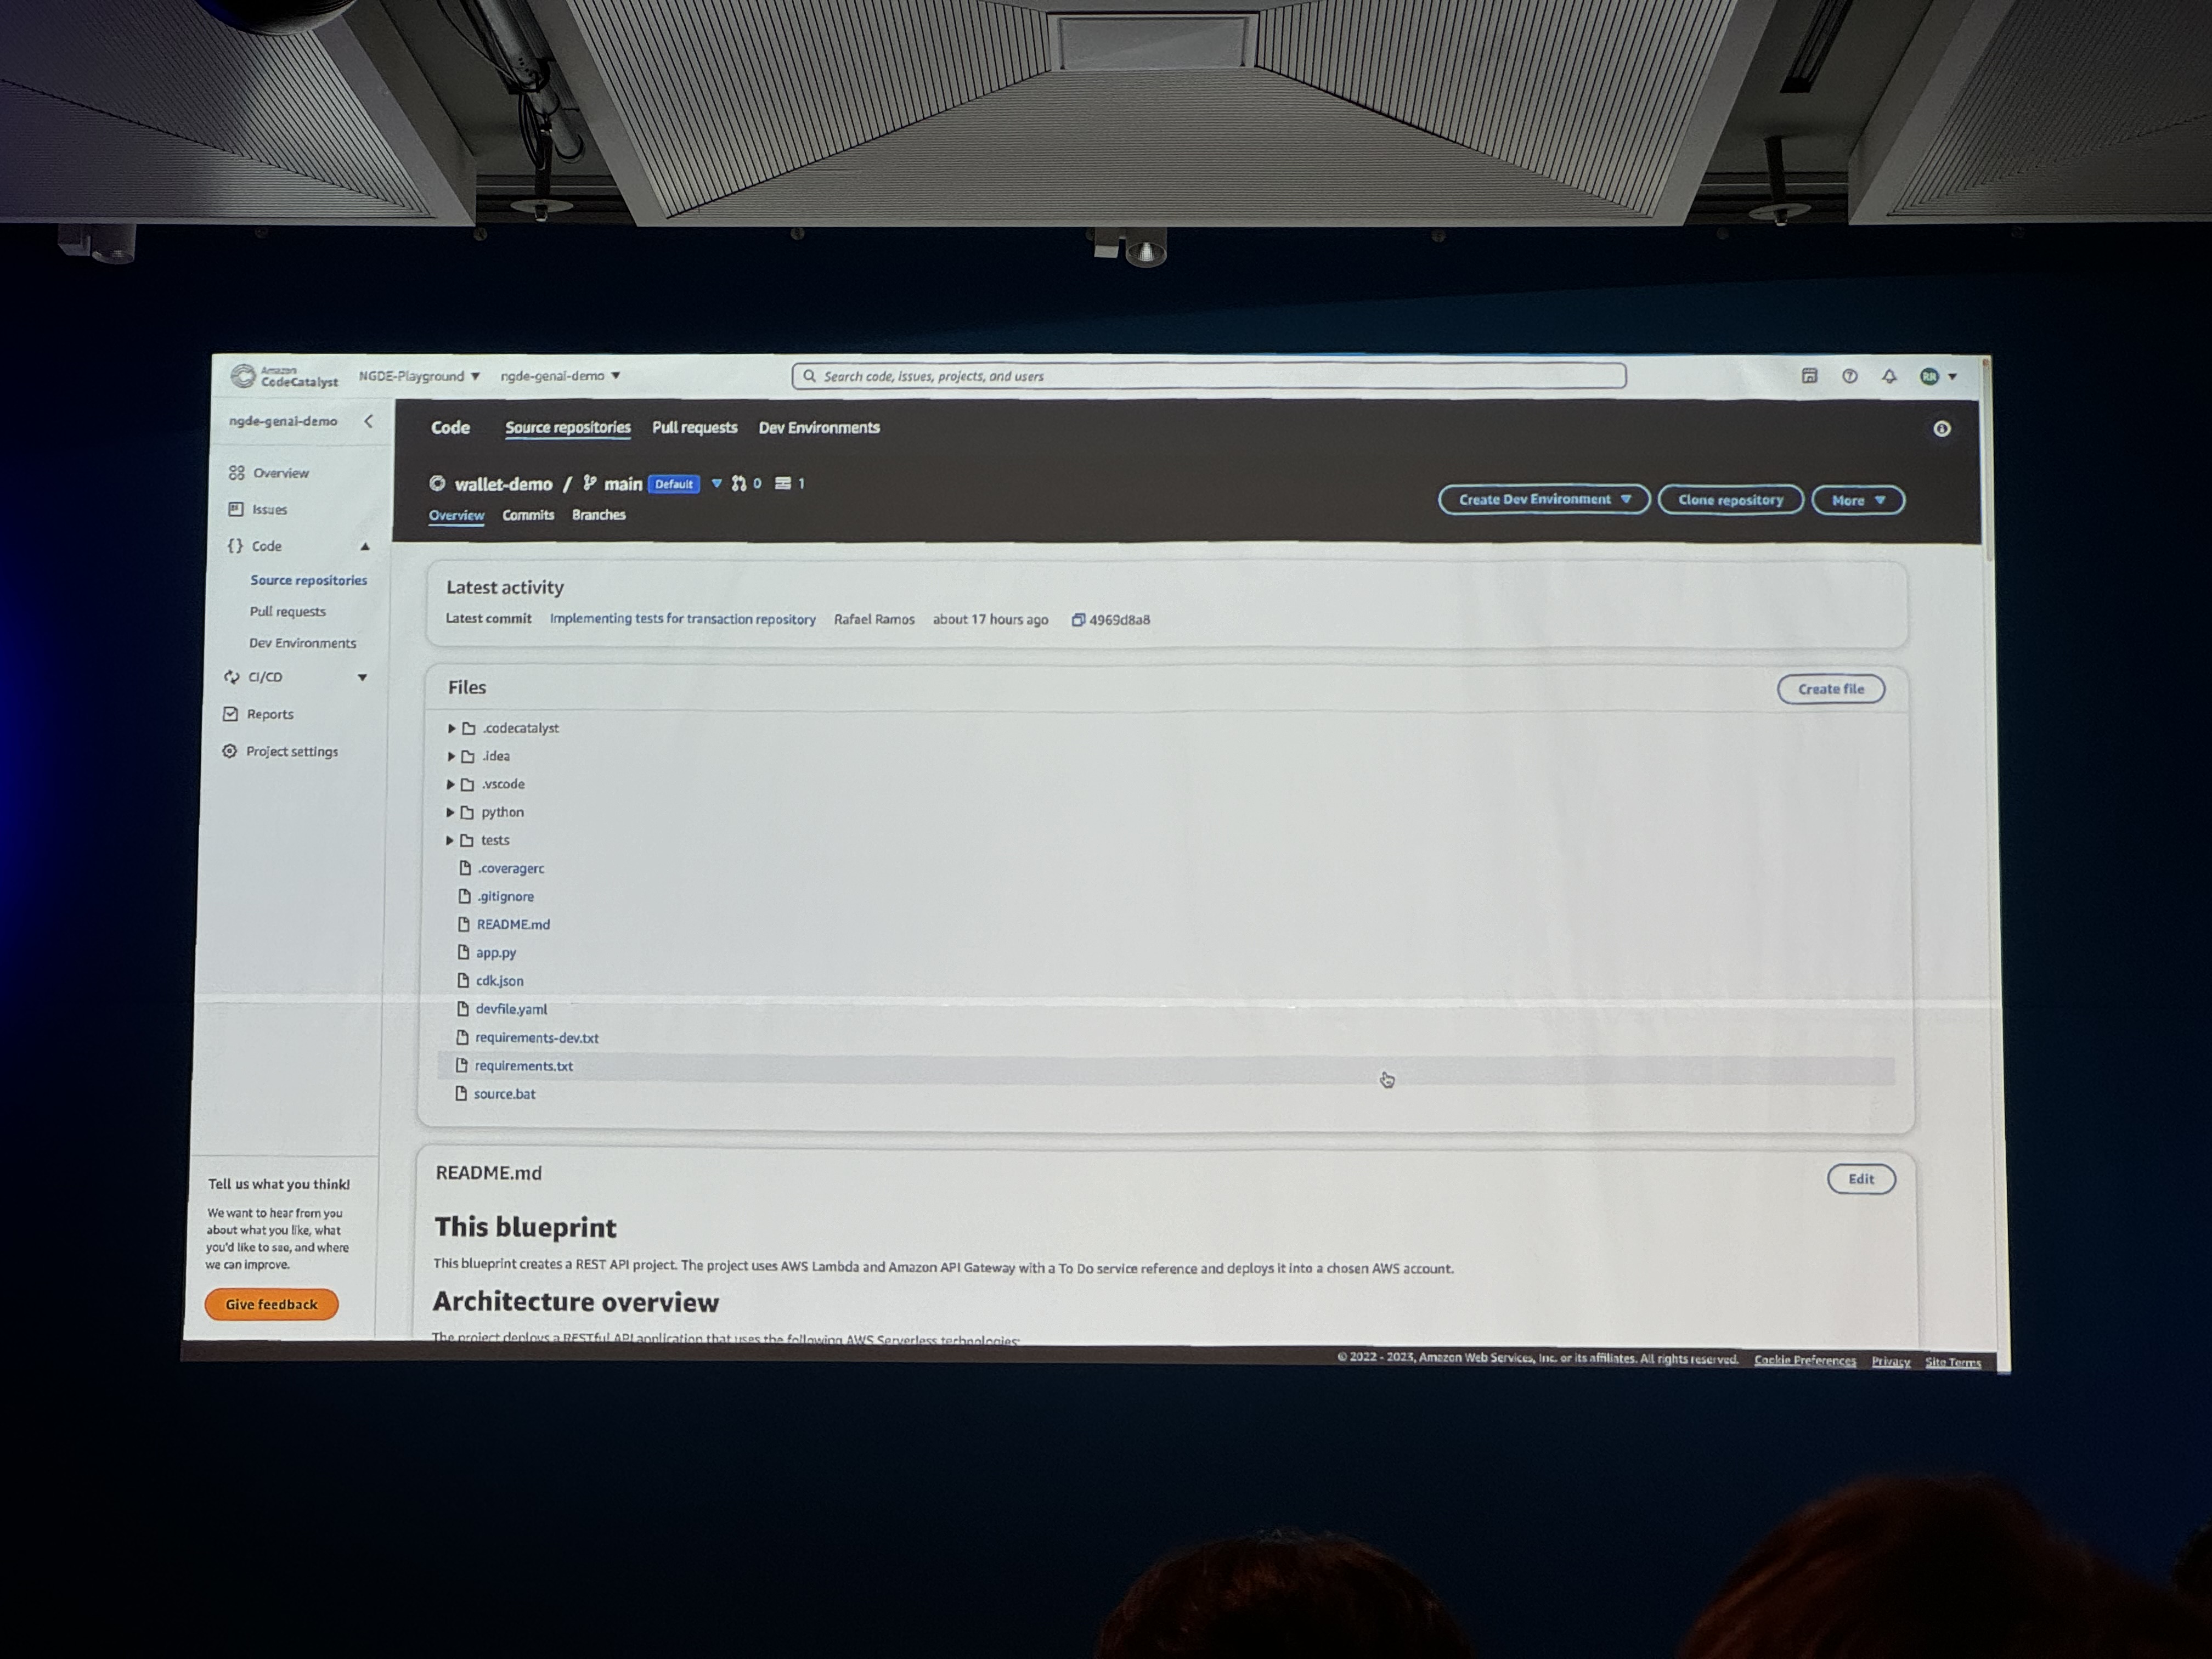 Amazon
CodeCatalyst
NGDE-Playground
ngde-genai-demo
Search code, issues, projects, and users
RR
ngde-genai-demo
Overview
Issues
Code
Source repositories
Pull requests
Dev Environments
CI/CD
Reports
Project settings
Tell us what you think!
We want to hear from you
about what you like, what
you'd like to see, and where
we can improve.
Give feedback
Code Source repositories Pull requests Dev Environments
wallet-demo / main Default 0 1
Overview Commits Branches
Create Dev Environment Clone repository More
Latest activity
Latest commit Implementing tests for transaction repository Rafael Ramos about 17 hours ago 4969d8a8
Files
Create file
.codecatalyst
.idea
.vscode
python
tests
.coveragerc
.gitignore
README.md
app.py
cdk.json
devfile.yaml
requirements-dev.txt
requirements.txt
source.bat
README.md
Edit
This blueprint
This blueprint creates a REST API project. The project uses AWS Lambda and Amazon API Gateway with a To Do service reference and deploys it into a chosen AWS account.
Architecture overview
The project deploys a RESTful API application that uses the following AWS Serverless technologies:
© 2022 - 2023, Amazon Web Services, Inc. or its affiliates. All rights reserved. Cookie Preferences Privacy Site Terms